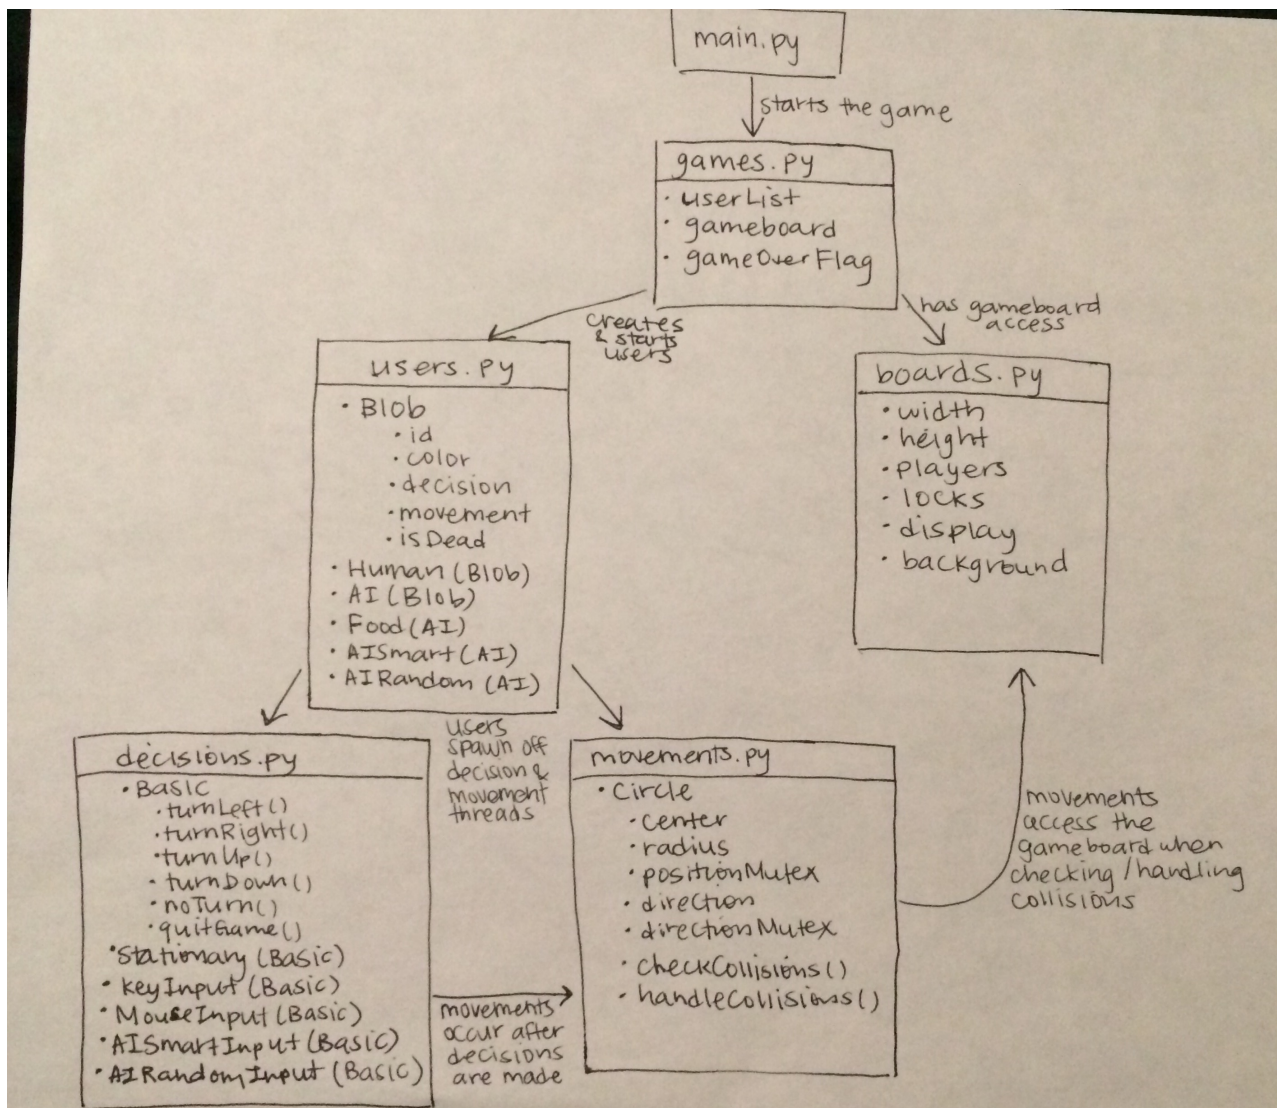 main.py
starts the game
games.py
· userList
· gameboard
· gameOverFlag
creates
& starts
users
has gameboard
access
users.py
· Blob
· id
· color
· decision
· movement
· isDead
· Human (Blob)
· AI (Blob)
· Food (AI)
· AISmart (AI)
· AIRandom (AI)
boards.py
· width
· height
· players
· locks
· display
· background
users
spawn off
decision &
movement
threads
decisions.py
· Basic
· turnLeft()
· turnRight()
· turnUp()
· turnDown()
· noTurn()
· quitGame()
· Stationary (Basic)
· keyInput (Basic)
· MouseInput (Basic)
· AISmartInput (Basic)
· AIRandomInput (Basic)
movements
occur after
decisions
are made
movements.py
· Circle
· center
· radius
· positionMutex
· direction
· directionMutex
· checkCollisions()
· handleCollisions()
movements
access the
gameboard when
checking/handling
collisions